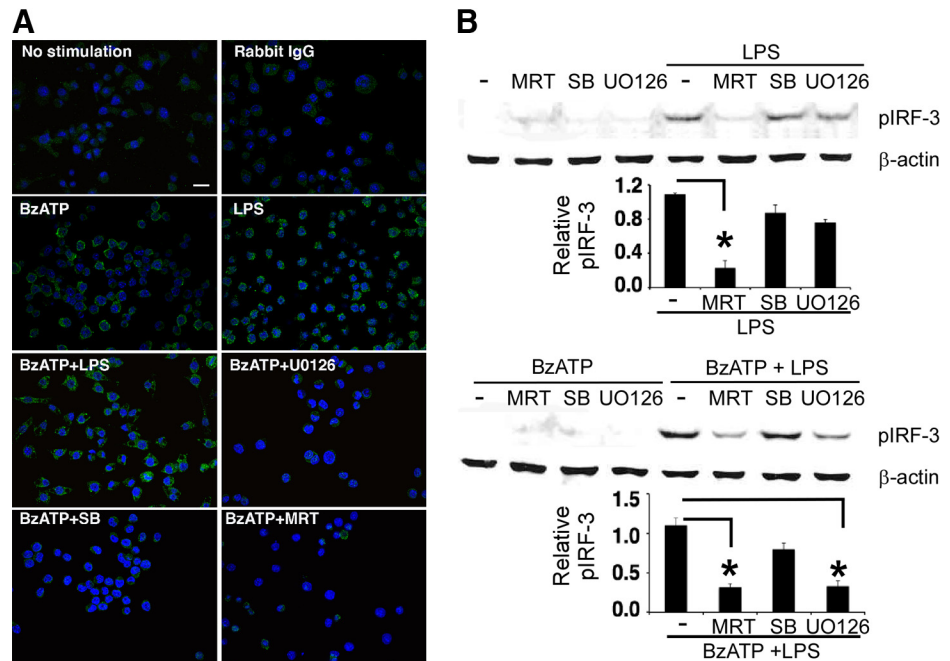 A
No stimulation
Rabbit IgG
BzATP
LPS
BzATP+LPS
BzATP+U0126
BzATP+SB
BzATP+MRT
B
LPS
- MRT SB UO126 - MRT SB UO126
pIRF-3
β-actin
Relative
pIRF-3
1.2
0.8
0.4
0.0
*
- MRT SB UO126
LPS
BzATP BzATP + LPS
- MRT SB UO126 - MRT SB UO126
pIRF-3
β-actin
Relative
pIRF-3
1.5
1.0
0.5
0.0
* *
- MRT SB UO126
BzATP +LPS